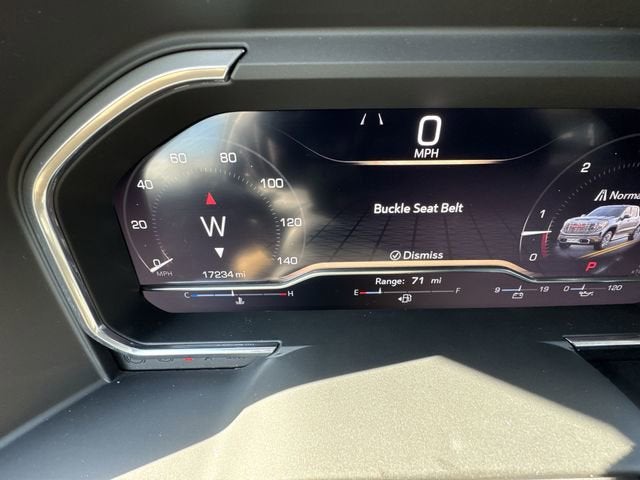 0
MPH
Buckle Seat Belt
Dismiss
0
20
40
60
80
100
120
140
MPH
W
17234 mi
C H
Range: 71 mi
E F
2
1
0
Norma
P
9 19
0 120